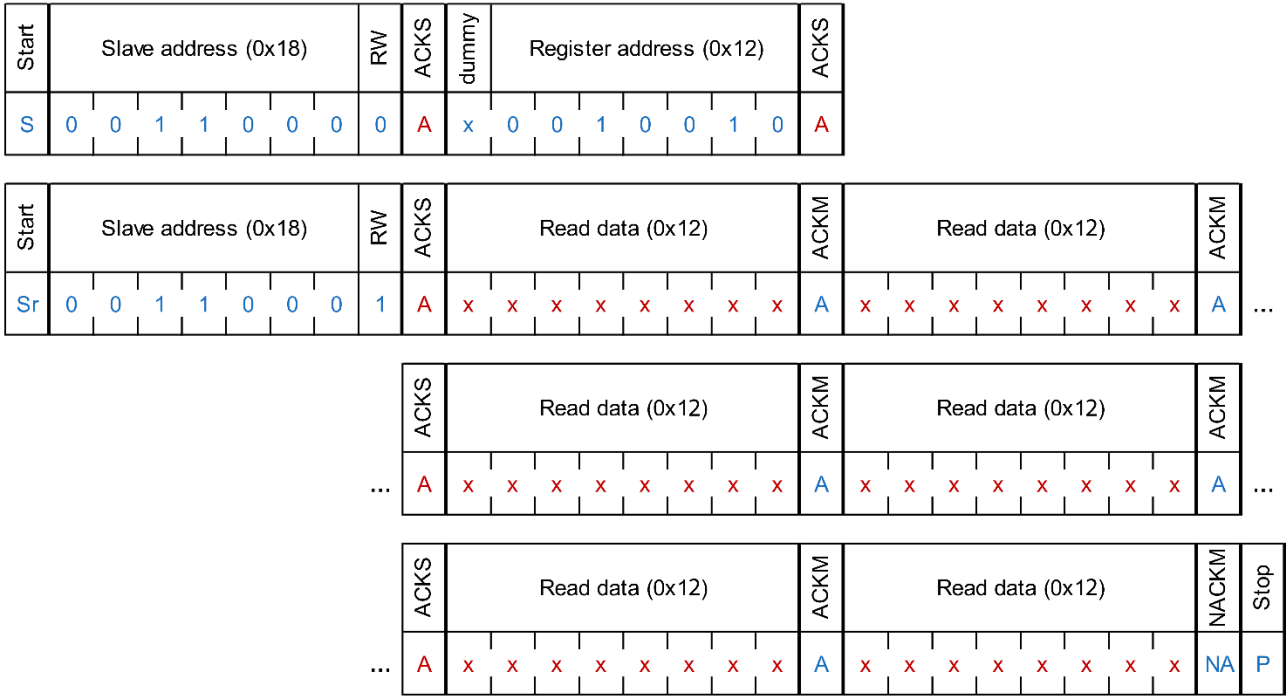 Start Slave address (0x18) RW ACKS dummy Register address (0x12) ACKS
S 0 0 1 1 0 0 0 0 A x 0 0 1 0 0 1 0 A
Start Slave address (0x18) RW ACKS Read data (0x12) ACKM Read data (0x12) ACKM
Sr 0 0 1 1 0 0 0 1 A x x x x x x x x A x x x x x x x x A ...
ACKS Read data (0x12) ACKM Read data (0x12) ACKM
... A x x x x x x x x A x x x x x x x x A ...
ACKS Read data (0x12) ACKM Read data (0x12) NACKM Stop
... A x x x x x x x x A x x x x x x x x NA P